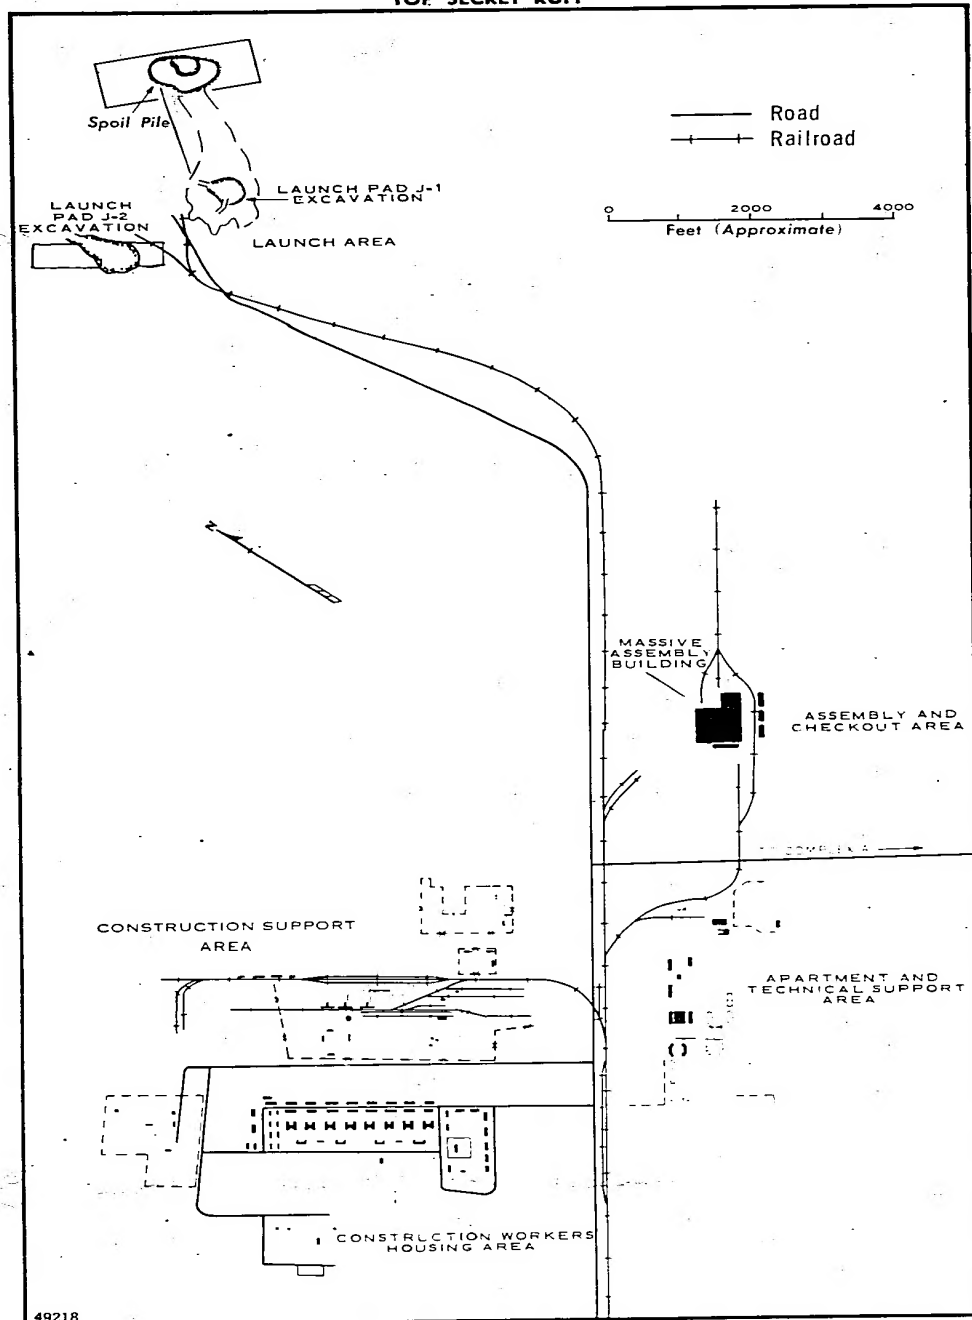 TOP SECRET RUFF
Spoil Pile
Road
Railroad
LAUNCH PAD J-1
EXCAVATION
LAUNCH
PAD J-2
EXCAVATION
LAUNCH AREA
0 2000 4000
Feet (Approximate)
N
MASSIVE
ASSEMBLY
BUILDING
ASSEMBLY AND
CHECKOUT AREA
COMPLEX A
CONSTRUCTION SUPPORT
AREA
APARTMENT AND
TECHNICAL SUPPORT
AREA
CONSTRUCTION WORKERS
HOUSING AREA
49218